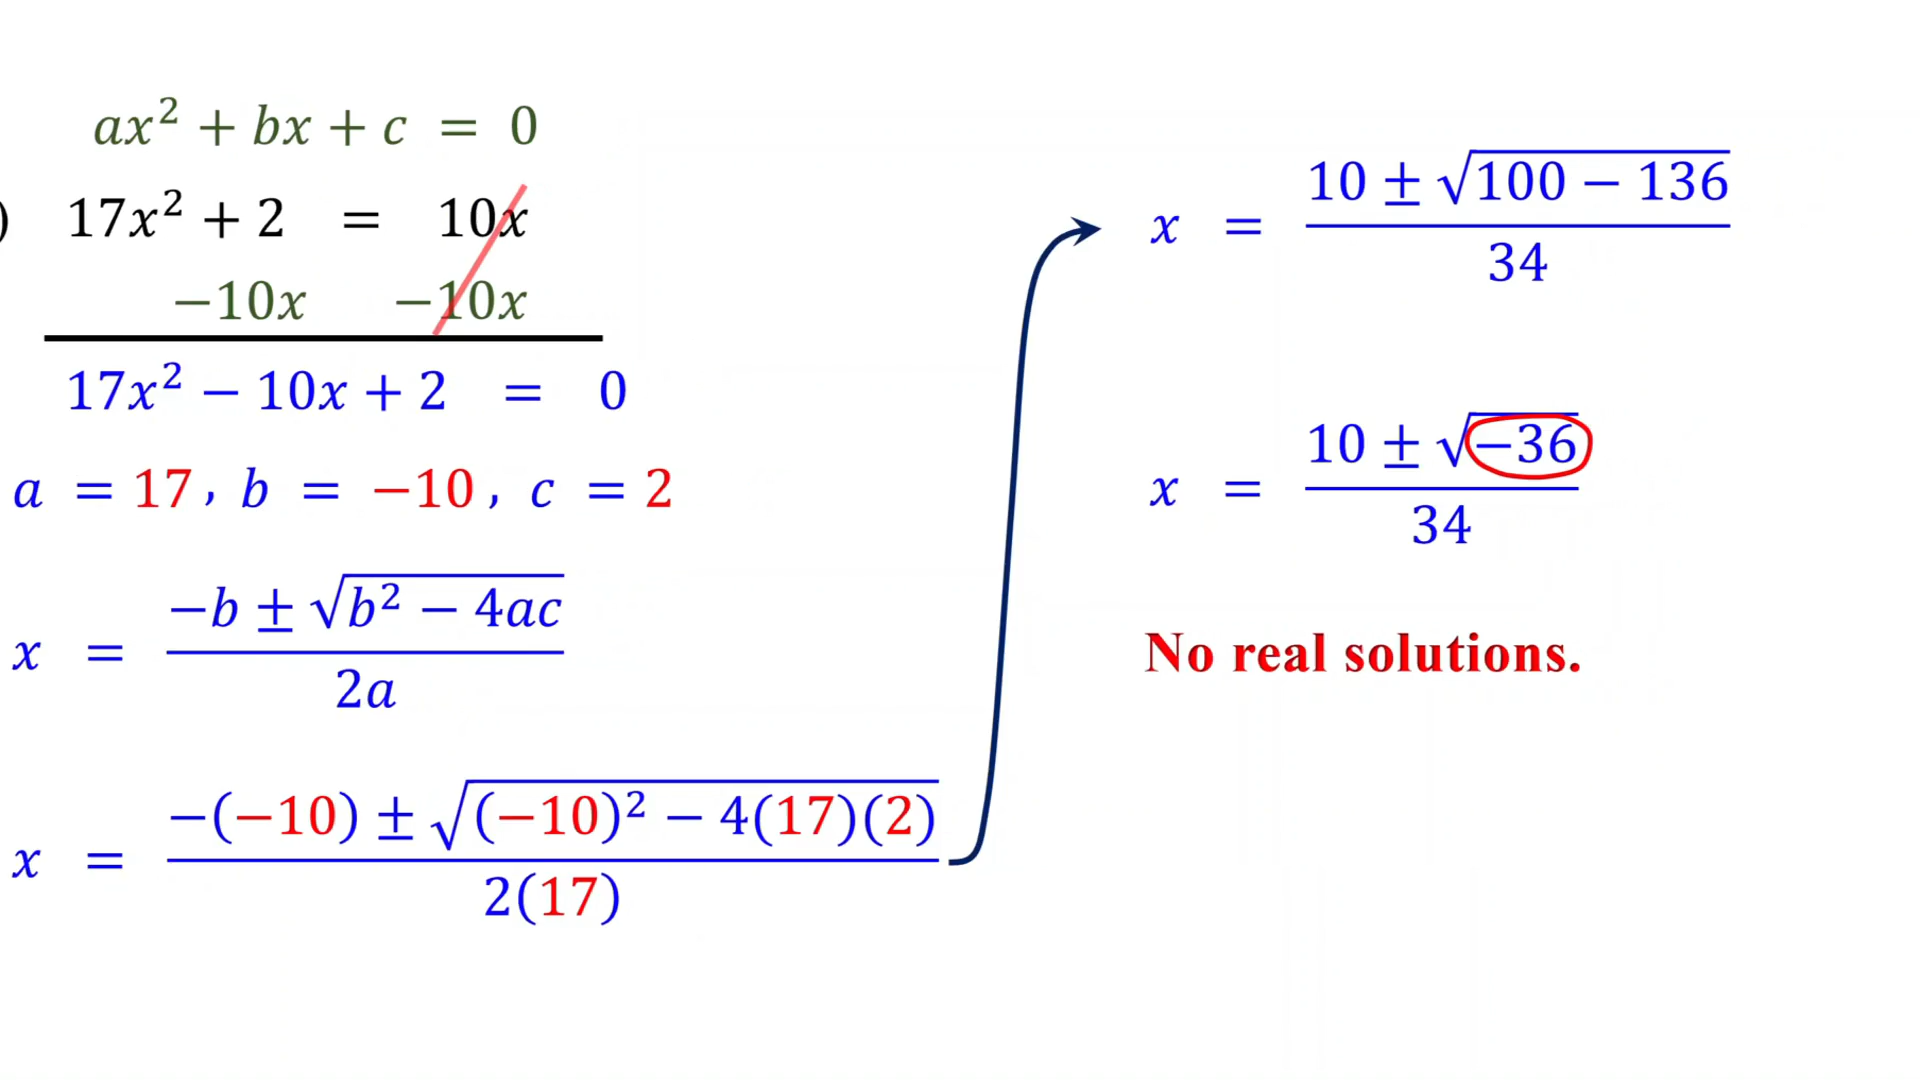 ax² + bx + c = 0
) 17x² + 2 = 10x
−10x −10x
17x² − 10x + 2 = 0
a = 17, b = −10, c = 2
x = (−b ± √(b² − 4ac)) / 2a
x = (−(−10) ± √((−10)² − 4(17)(2))) / 2(17)
x = (10 ± √(100 − 136)) / 34
x = (10 ± √(−36)) / 34
No real solutions.